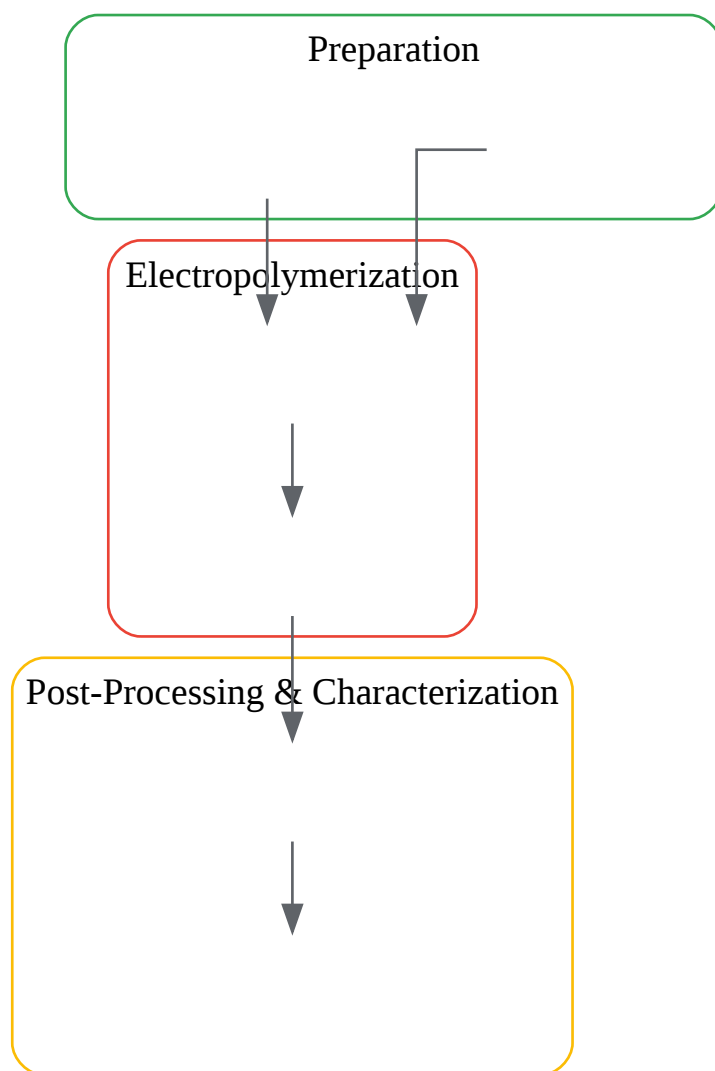 Preparation
Electropolymerization
Post-Processing & Characterization